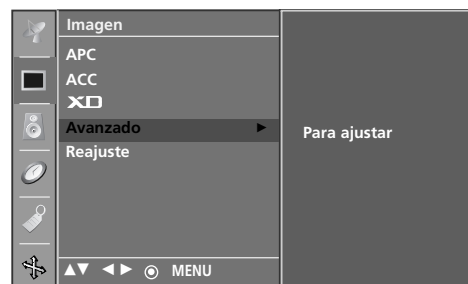 Imagen
APC
ACC
XD
Avanzado ►
Reajuste
Para ajustar
▲▼ ◄► ◉ MENU